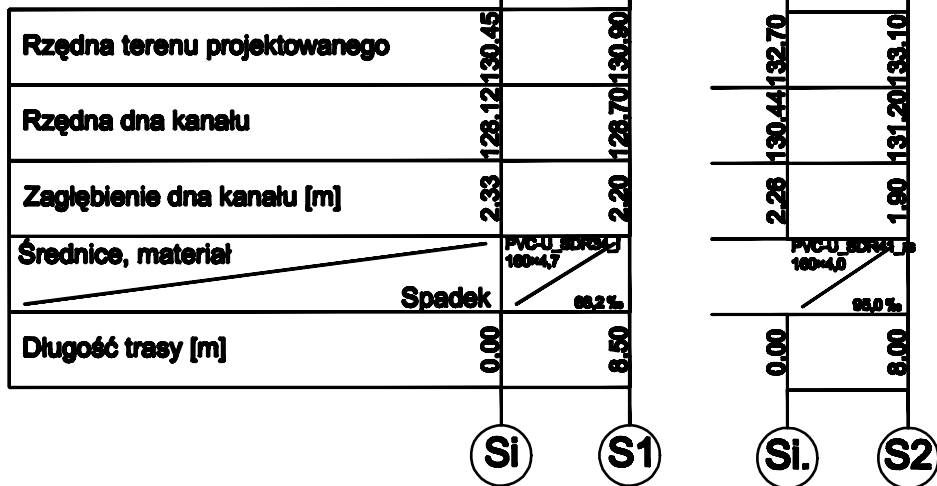 Rzędna terenu projektowanego 130.45 130.90 132.70 133.10
Rzędna dna kanału 128.12 128.70 130.44 131.20
Zagłębienie dna kanału [m] 2.33 2.20 2.26 1.90
Średnice, materiał
160×4,7
160×4,0
Spadek 68,2 ‰ 95,0 ‰
Długość trasy [m] 0.00 8.50 0.00 8.00
Si S1 Si. S2